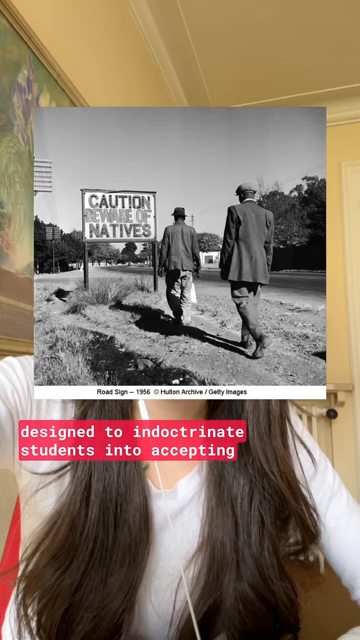 CAUTION
BEWARE OF
NATIVES
Road Sign – 1956 © Hulton Archive / Getty Images
designed to indoctrinate
students into accepting